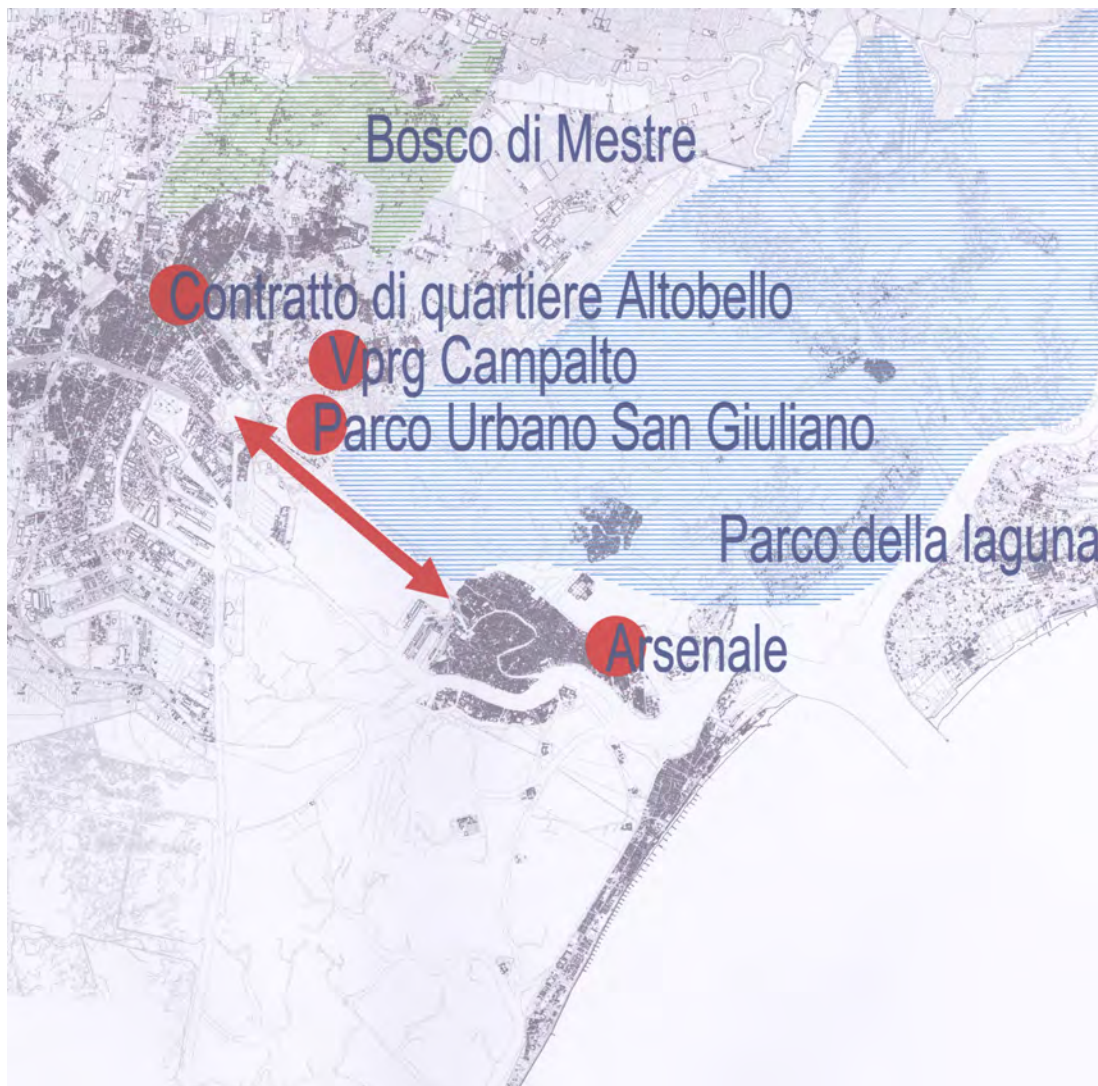 Bosco di Mestre
Contratto di quartiere Altobello
Vprg Campalto
Parco Urbano San Giuliano
Parco della laguna
Arsenale